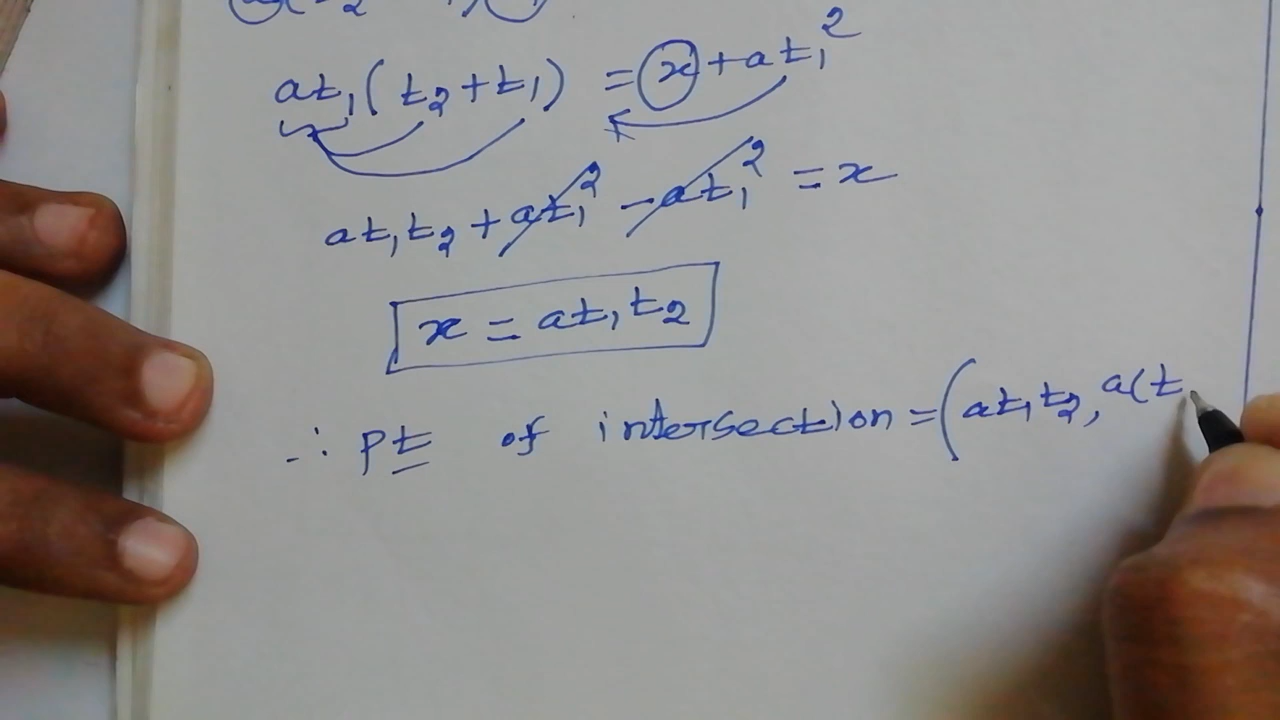 at₁(t₂+t₁) = x+at₁²
at₁t₂ + at₁² - at₁² = x
x = at₁t₂
∴ pt of intersection = (at₁t₂, a(t